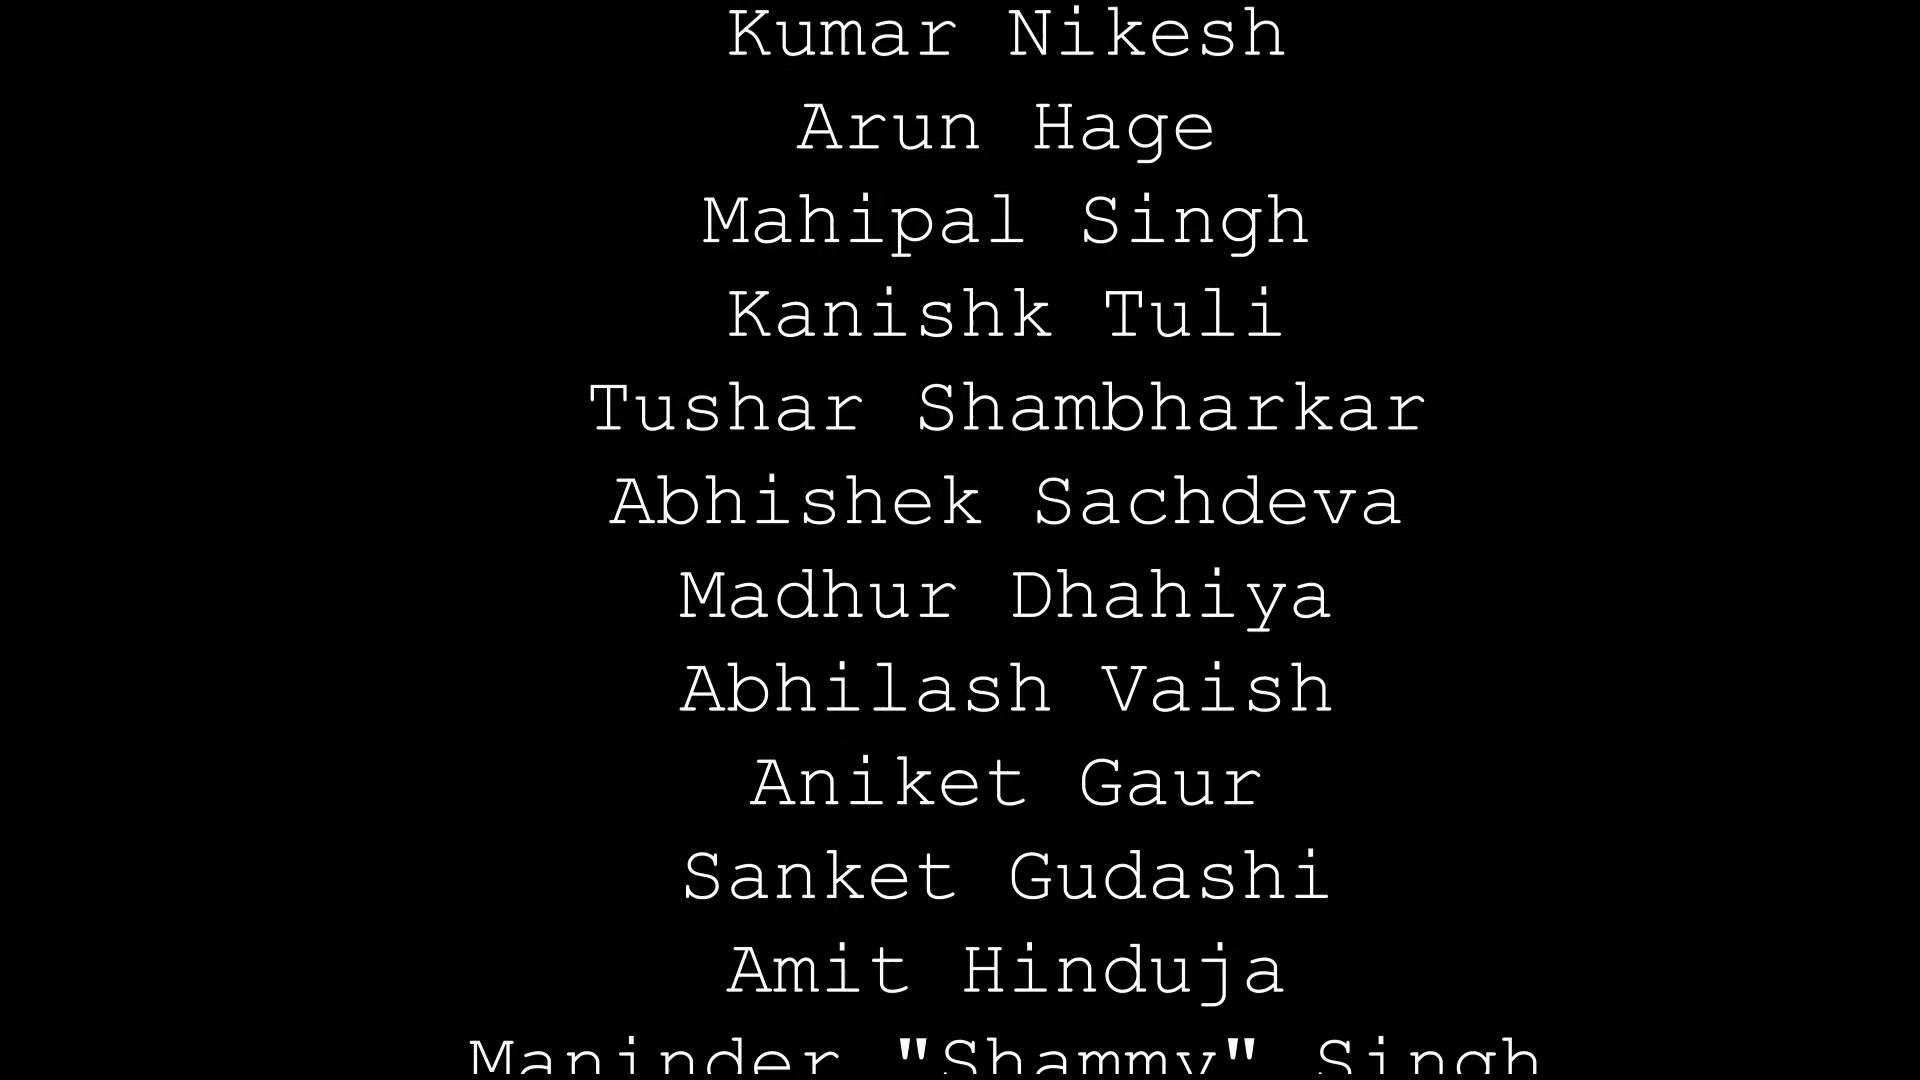 Kumar Nikesh
Arun Hage
Mahipal Singh
Kanishk Tuli
Tushar Shambharkar
Abhishek Sachdeva
Madhur Dhahiya
Abhilash Vaish
Aniket Gaur
Sanket Gudashi
Amit Hinduja
Maninder "Shammy" Singh